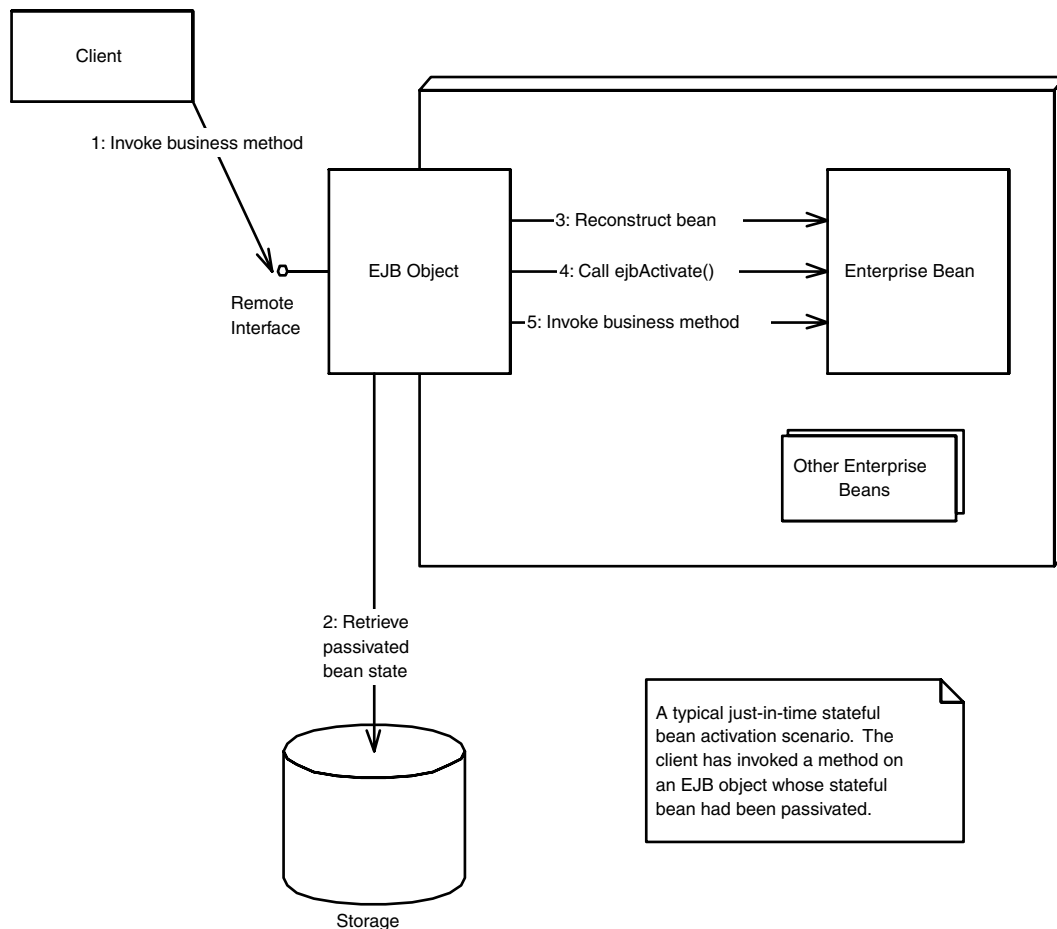 Client
1: Invoke business method
3: Reconstruct bean
EJB Object
4: Call ejbActivate()
Enterprise Bean
Remote
Interface
5: Invoke business method
Other Enterprise
Beans
2: Retrieve
passivated
bean state
A typical just-in-time stateful
bean activation scenario. The
client has invoked a method on
an EJB object whose stateful
bean had been passivated.
Storage